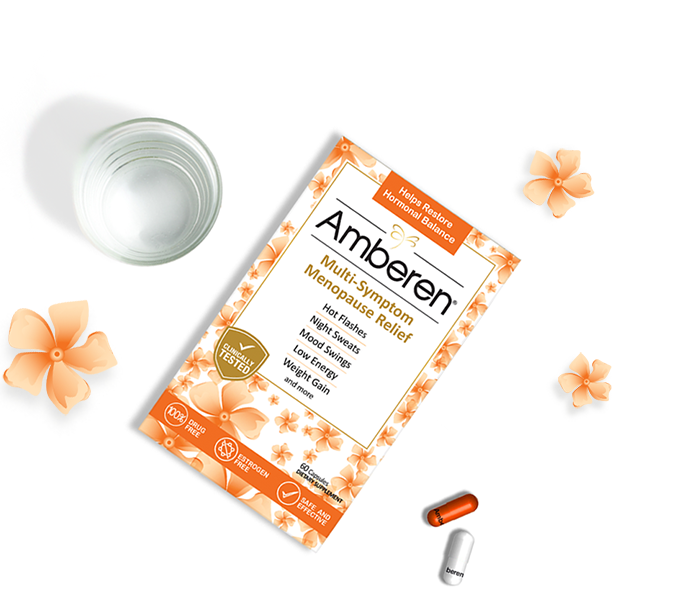 Helps Restore
Hormonal Balance
Amberen®
Multi-Symptom
Menopause Relief
Hot Flashes
Night Sweats
Mood Swings
Low Energy
Weight Gain
and more
CLINICALLY
TESTED
100%
DRUG
FREE
ESTROGEN
FREE
SAFE AND
EFFECTIVE
60 Capsules
DIETARY SUPPLEMENT
Ambe
beren